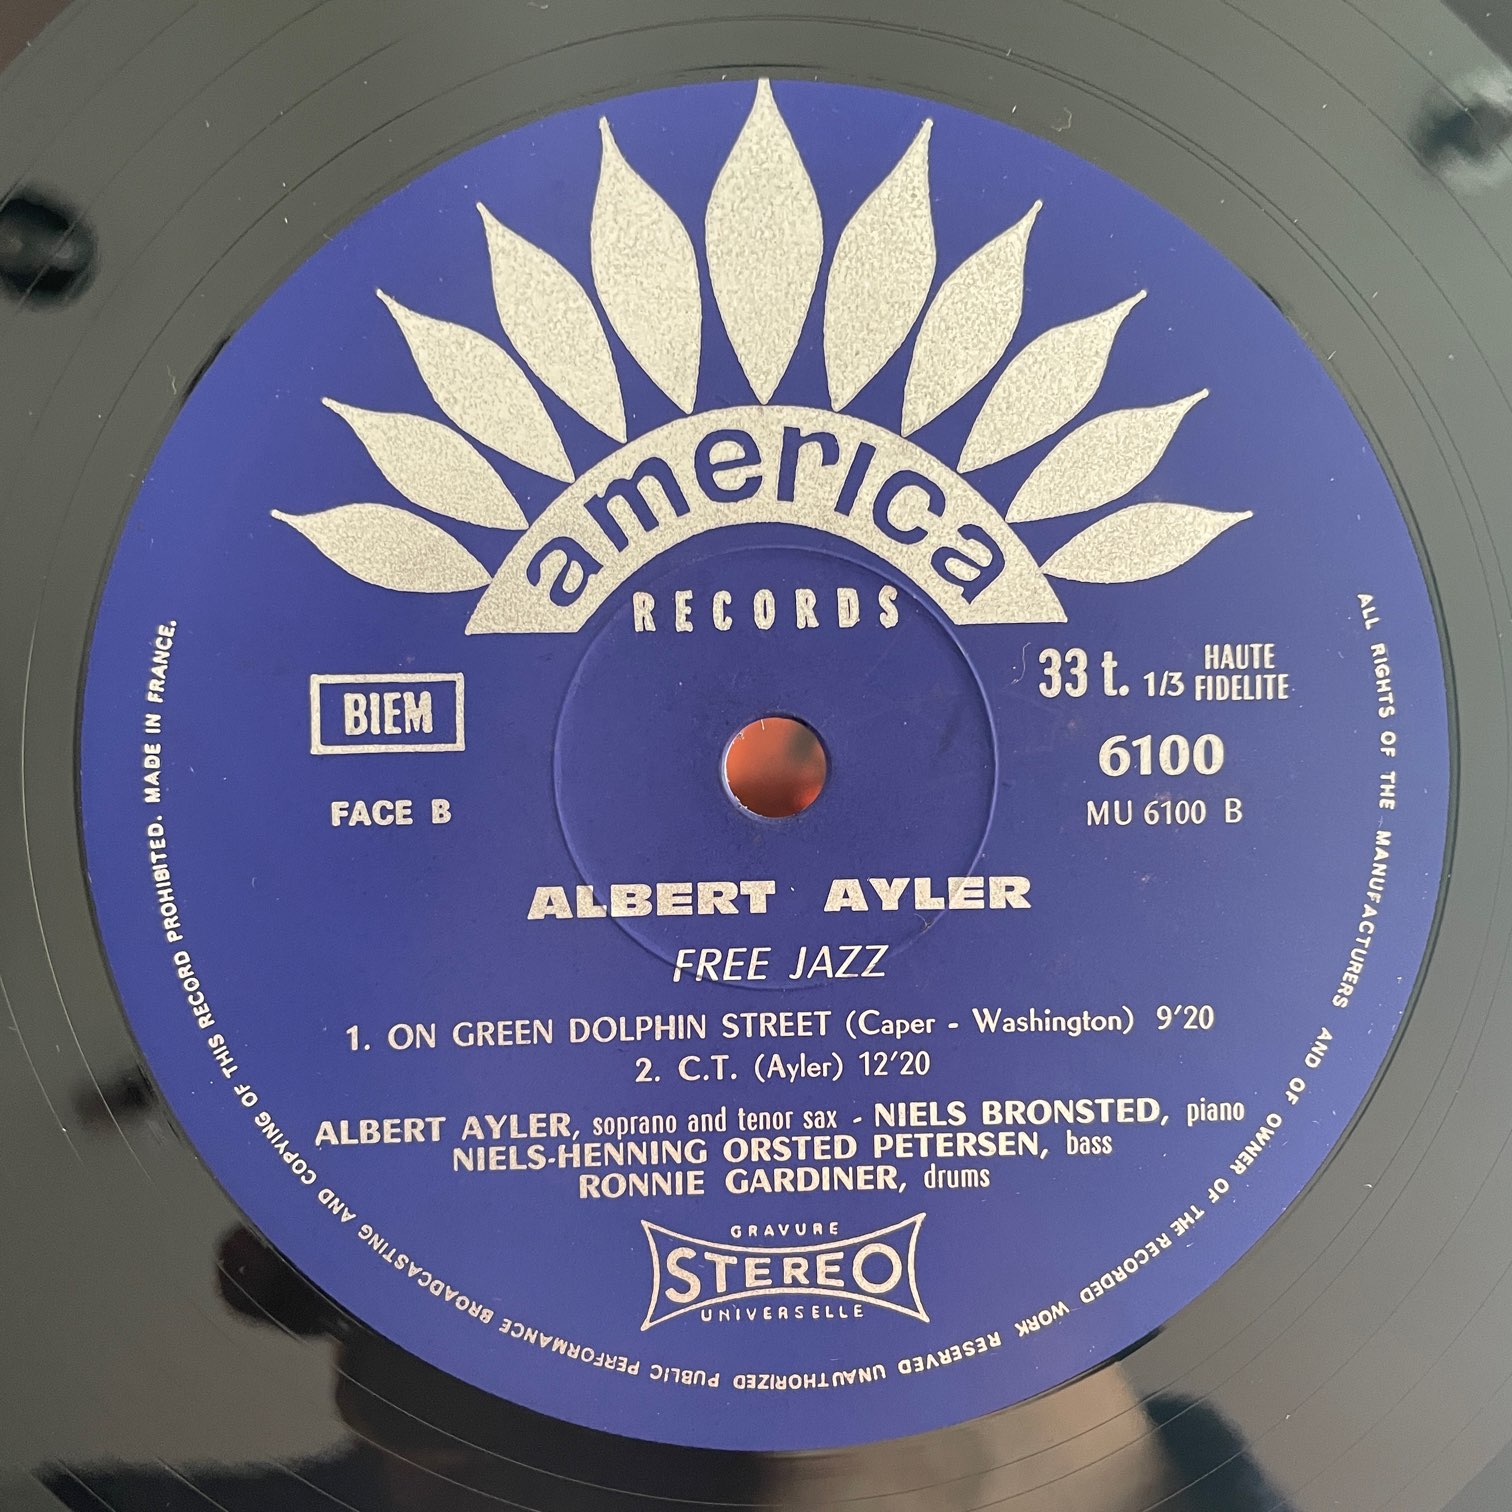 america
RECORDS
BIEM
FACE B
33 t. 1/3 HAUTE FIDELITE
6100
MU 6100 B
ALBERT AYLER
FREE JAZZ
1. ON GREEN DOLPHIN STREET (Caper - Washington) 9'20
2. C.T. (Ayler) 12'20
ALBERT AYLER, soprano and tenor sax - NIELS BRONSTED, piano
NIELS-HENNING ORSTED PETERSEN, bass
RONNIE GARDINER, drums
GRAVURE
STEREO
UNIVERSELLE
ALL RIGHTS OF THE MANUFACTURERS AND OF OWNER OF THE RECORDED WORK RESERVED UNAUTHORIZED PUBLIC PERFORMANCE BROADCASTING AND COPYING OF THIS RECORD PROHIBITED. MADE IN FRANCE.